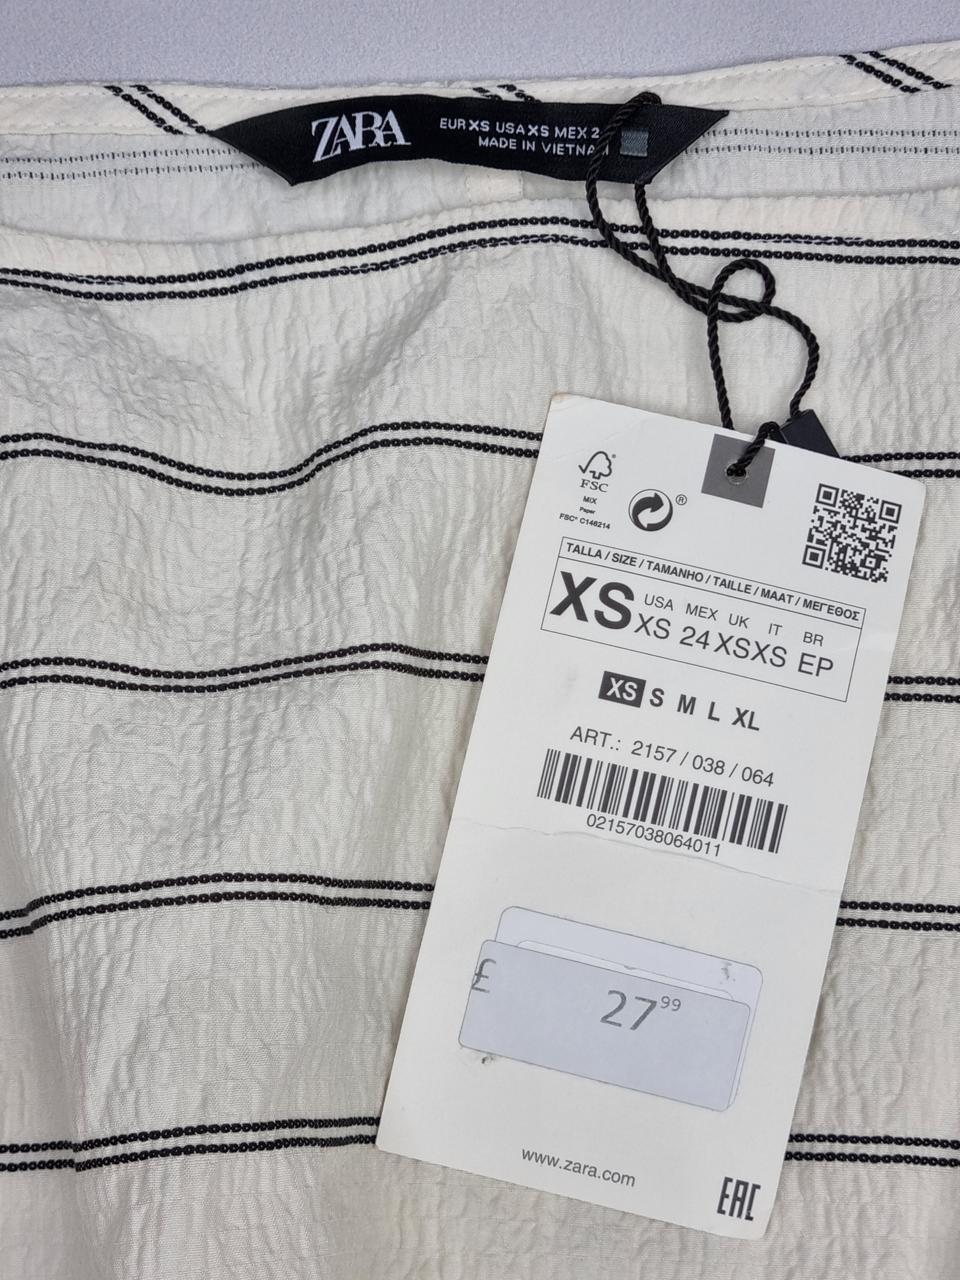 ZARA
EUR XS USA XS MEX 2
MADE IN VIETNAM
FSC
MIX
Paper
FSC® C146214
®
TALLA / SIZE / TAMANHO / TAILLE / MAAT / ΜΕΓΕΘΟΣ
XS
USA MEX UK IT BR
XS 24 XS XS EP
XS S M L XL
ART.: 2157 / 038 / 064
02157038064011
£ 27⁹⁹
www.zara.com
EAC